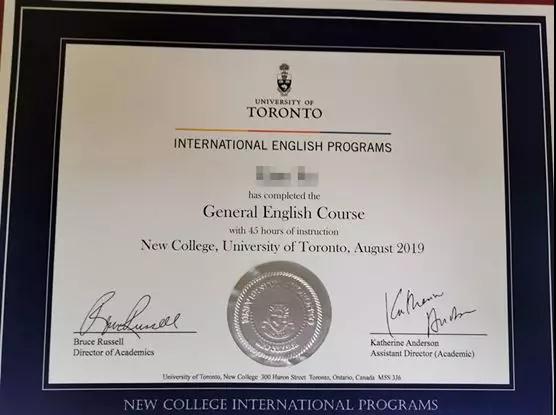 UNIVERSITY OF
TORONTO
INTERNATIONAL ENGLISH PROGRAMS
has completed the
General English Course
with 45 hours of instruction
New College, University of Toronto, August 2019
Bruce Russell
Director of Academics
Katherine Anderson
Assistant Director (Academic)
University of Toronto, New College 300 Huron Street Toronto, Ontario, Canada M5S 3J6
NEW COLLEGE INTERNATIONAL PROGRAMS